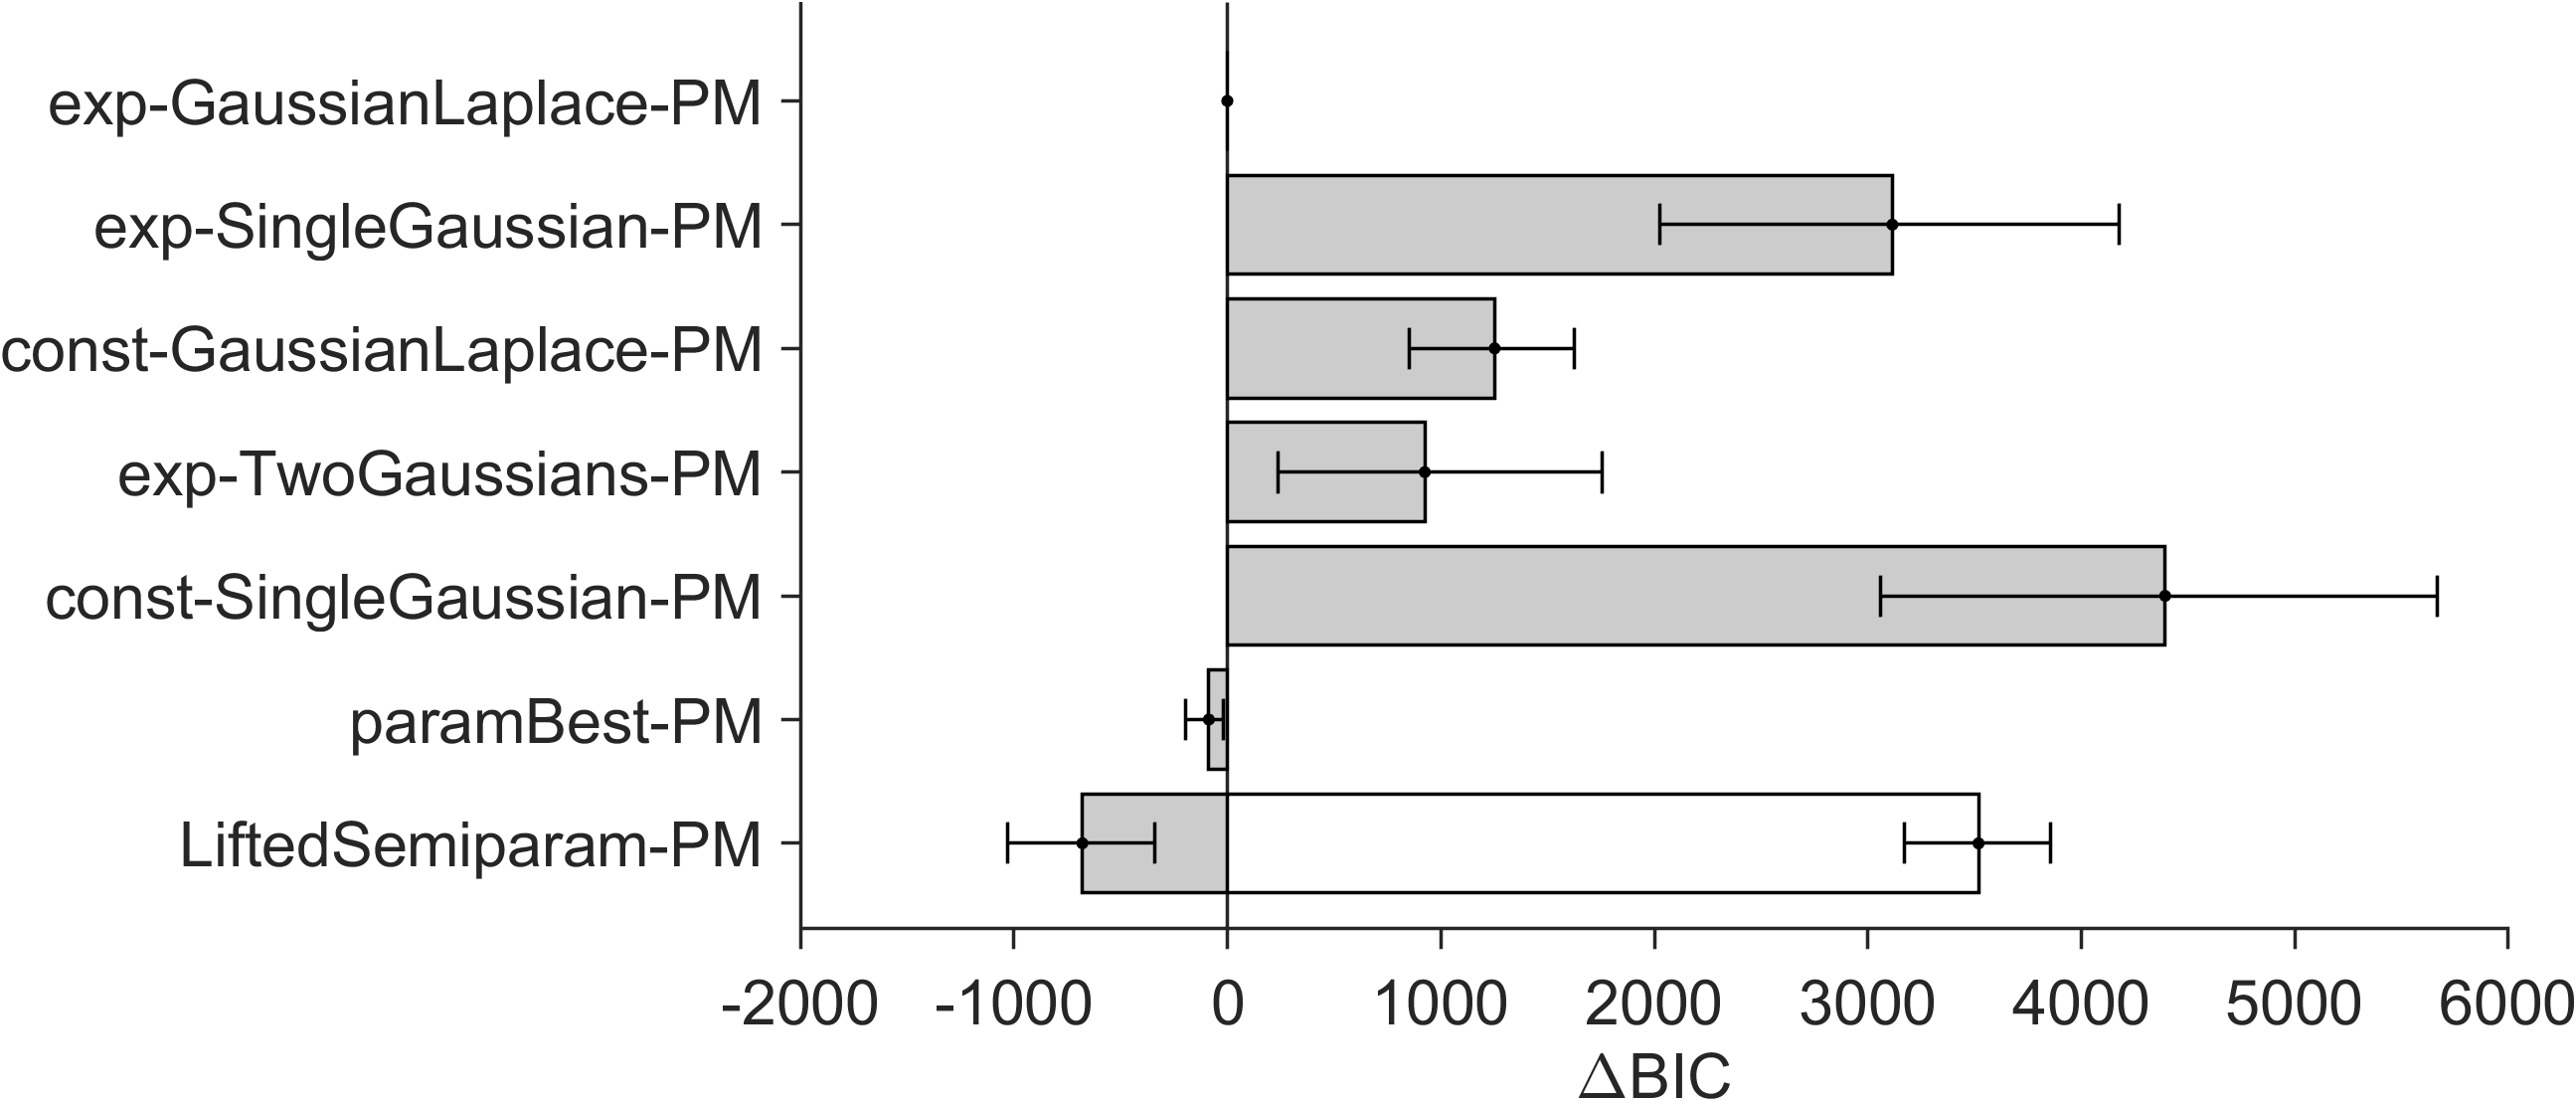 exp-GaussianLaplace-PM
exp-SingleGaussian-PM
const-GaussianLaplace-PM
exp-TwoGaussians-PM
const-SingleGaussian-PM
paramBest-PM
LiftedSemiparam-PM
-2000 -1000 0 1000 2000 3000 4000 5000 6000
ΔBIC